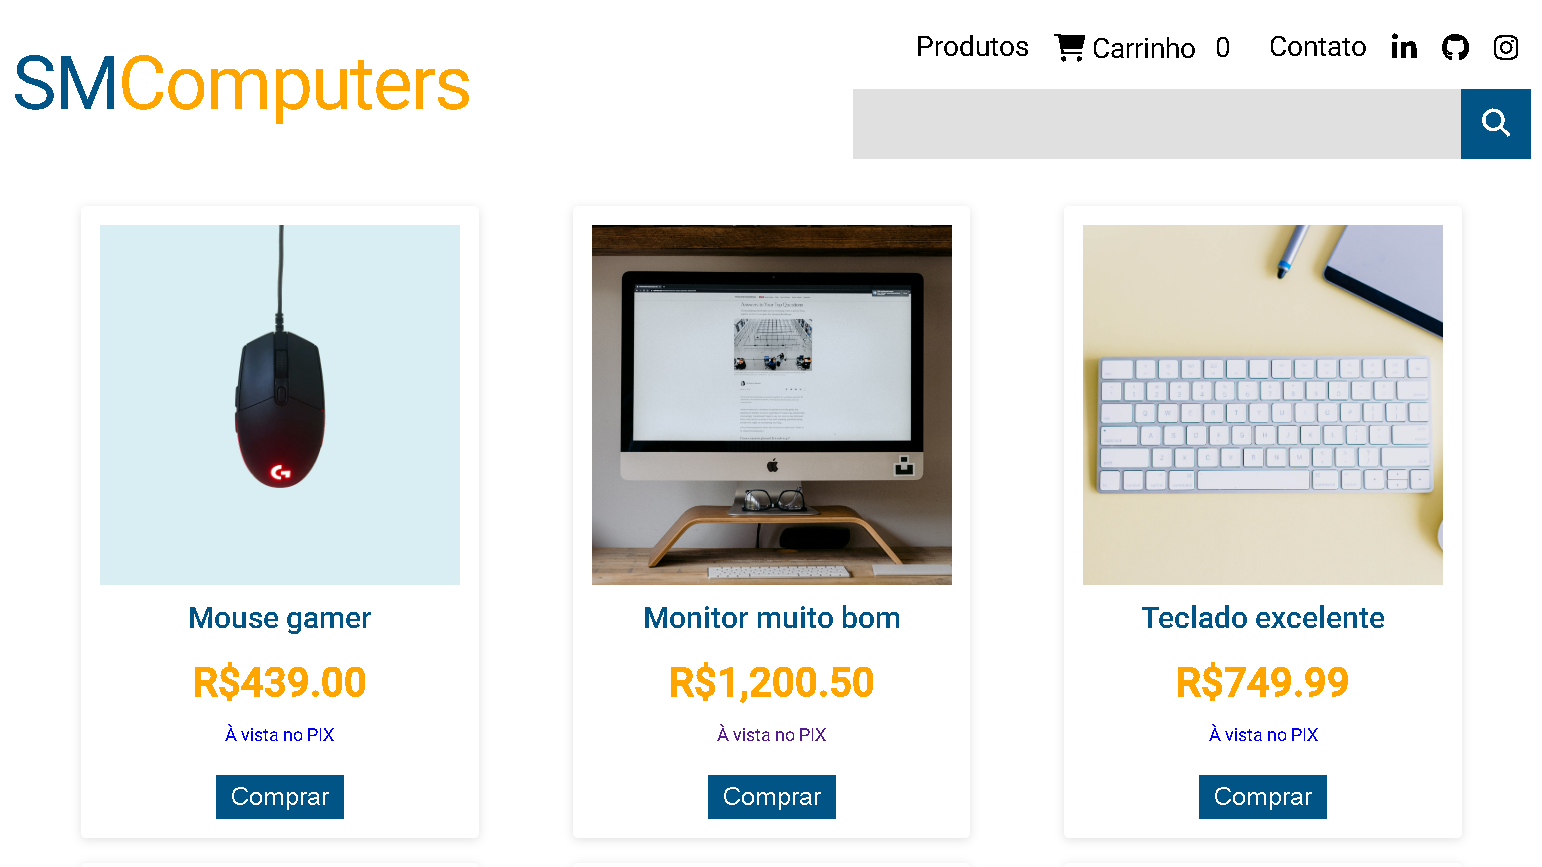 SMComputers
Produtos Carrinho 0 Contato
Mouse gamer
R$439.00
À vista no PIX
Comprar
Monitor muito bom
R$1,200.50
À vista no PIX
Comprar
Teclado excelente
R$749.99
À vista no PIX
Comprar